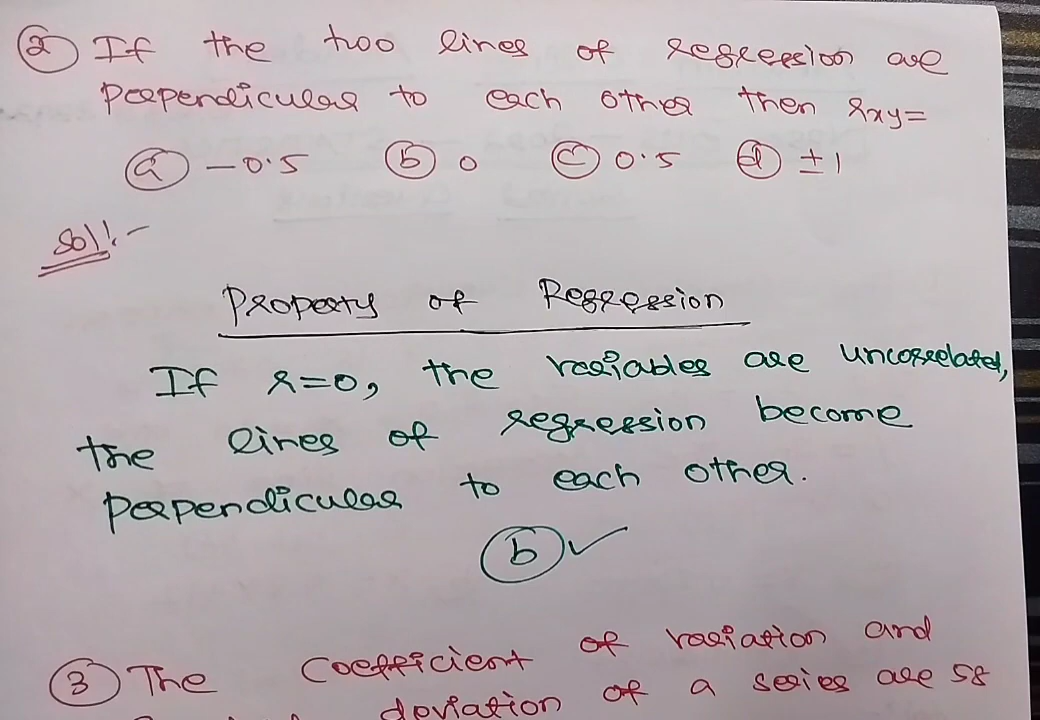 ② If the two lines of regression are
perpendicular to each other then rxy=
ⓐ -0.5 ⓑ 0 ⓒ 0.5 ⓓ ±1
Sol!:-
Property of Regression
If r=0, the variables are uncorrelated,
the lines of regression become
perpendicular to each other.
ⓑ✓
③ The Coefficient of variation and
deviation of a series are 58